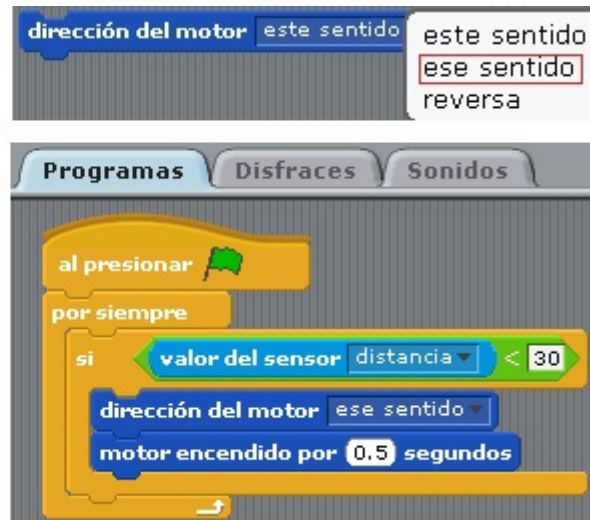 dirección del motor este sentido
este sentido
ese sentido
reversa
Programas Disfraces Sonidos
al presionar
por siempre
si valor del sensor distancia < 30
dirección del motor ese sentido
motor encendido por 0.5 segundos